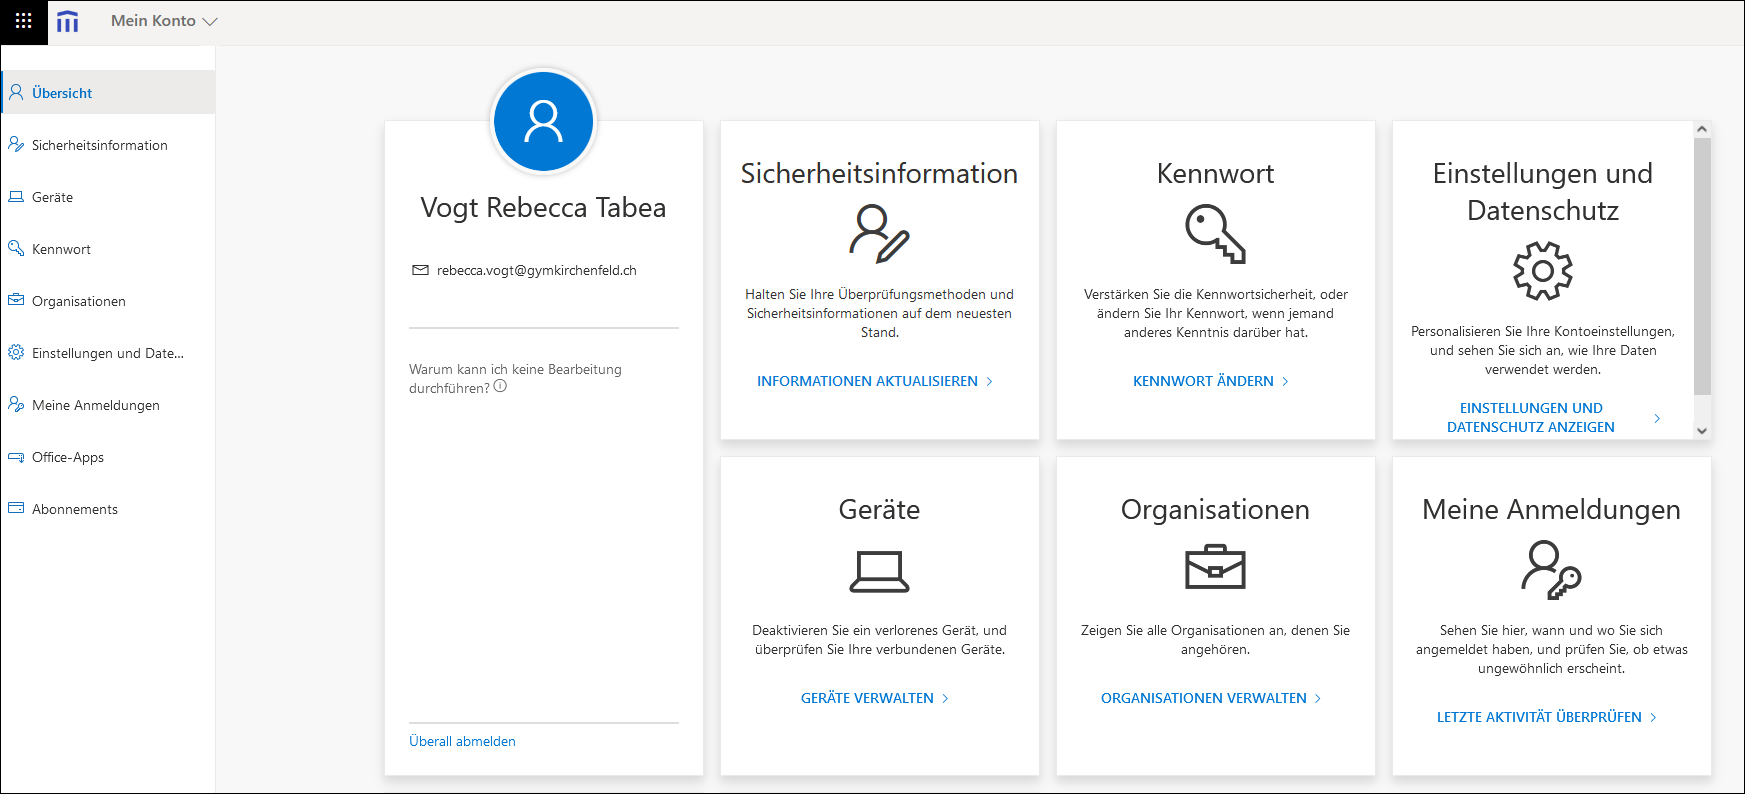 Mein Konto
Übersicht
Sicherheitsinformation
Geräte
Kennwort
Organisationen
Einstellungen und Date...
Meine Anmeldungen
Office-Apps
Abonnements
Vogt Rebecca Tabea
rebecca.vogt@gymkirchenfeld.ch
Warum kann ich keine Bearbeitung
durchführen?
Überall abmelden
Sicherheitsinformation
Halten Sie Ihre Überprüfungsmethoden und
Sicherheitsinformationen auf dem neuesten
Stand.
INFORMATIONEN AKTUALISIEREN
Kennwort
Verstärken Sie die Kennwortsicherheit, oder
ändern Sie Ihr Kennwort, wenn jemand
anderes Kenntnis darüber hat.
KENNWORT ÄNDERN
Einstellungen und
Datenschutz
Personalisieren Sie Ihre Kontoeinstellungen,
und sehen Sie sich an, wie Ihre Daten
verwendet werden.
EINSTELLUNGEN UND
DATENSCHUTZ ANZEIGEN
Geräte
Deaktivieren Sie ein verlorenes Gerät, und
überprüfen Sie Ihre verbundenen Geräte.
GERÄTE VERWALTEN
Organisationen
Zeigen Sie alle Organisationen an, denen Sie
angehören.
ORGANISATIONEN VERWALTEN
Meine Anmeldungen
Sehen Sie hier, wann und wo Sie sich
angemeldet haben, und prüfen Sie, ob etwas
ungewöhnlich erscheint.
LETZTE AKTIVITÄT ÜBERPRÜFEN